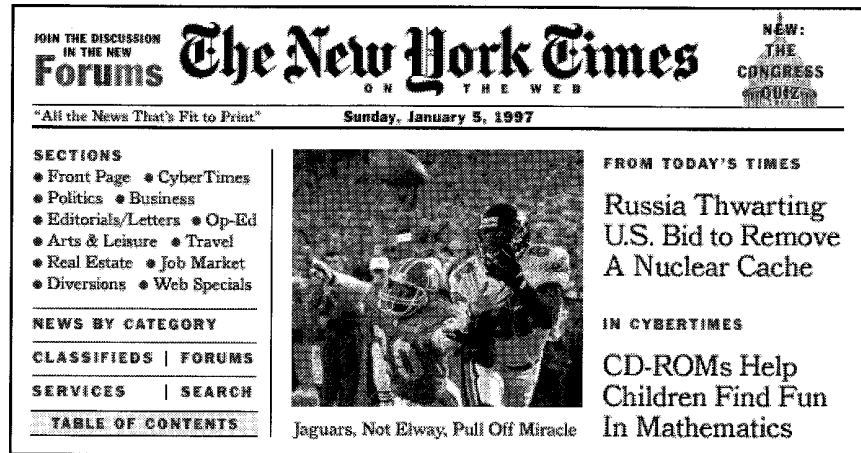 JOIN THE DISCUSSION
IN THE NEW
Forums
The New York Times
ON THE WEB
NEW:
THE
CONGRESS
QUIZ
"All the News That's Fit to Print"
Sunday, January 5, 1997
SECTIONS
● Front Page ● CyberTimes
● Politics ● Business
● Editorials/Letters ● Op-Ed
● Arts & Leisure ● Travel
● Real Estate ● Job Market
● Diversions ● Web Specials
NEWS BY CATEGORY
CLASSIFIEDS | FORUMS
SERVICES | SEARCH
TABLE OF CONTENTS
Jaguars, Not Elway, Pull Off Miracle
FROM TODAY'S TIMES
Russia Thwarting
U.S. Bid to Remove
A Nuclear Cache
IN CYBERTIMES
CD-ROMs Help
Children Find Fun
In Mathematics